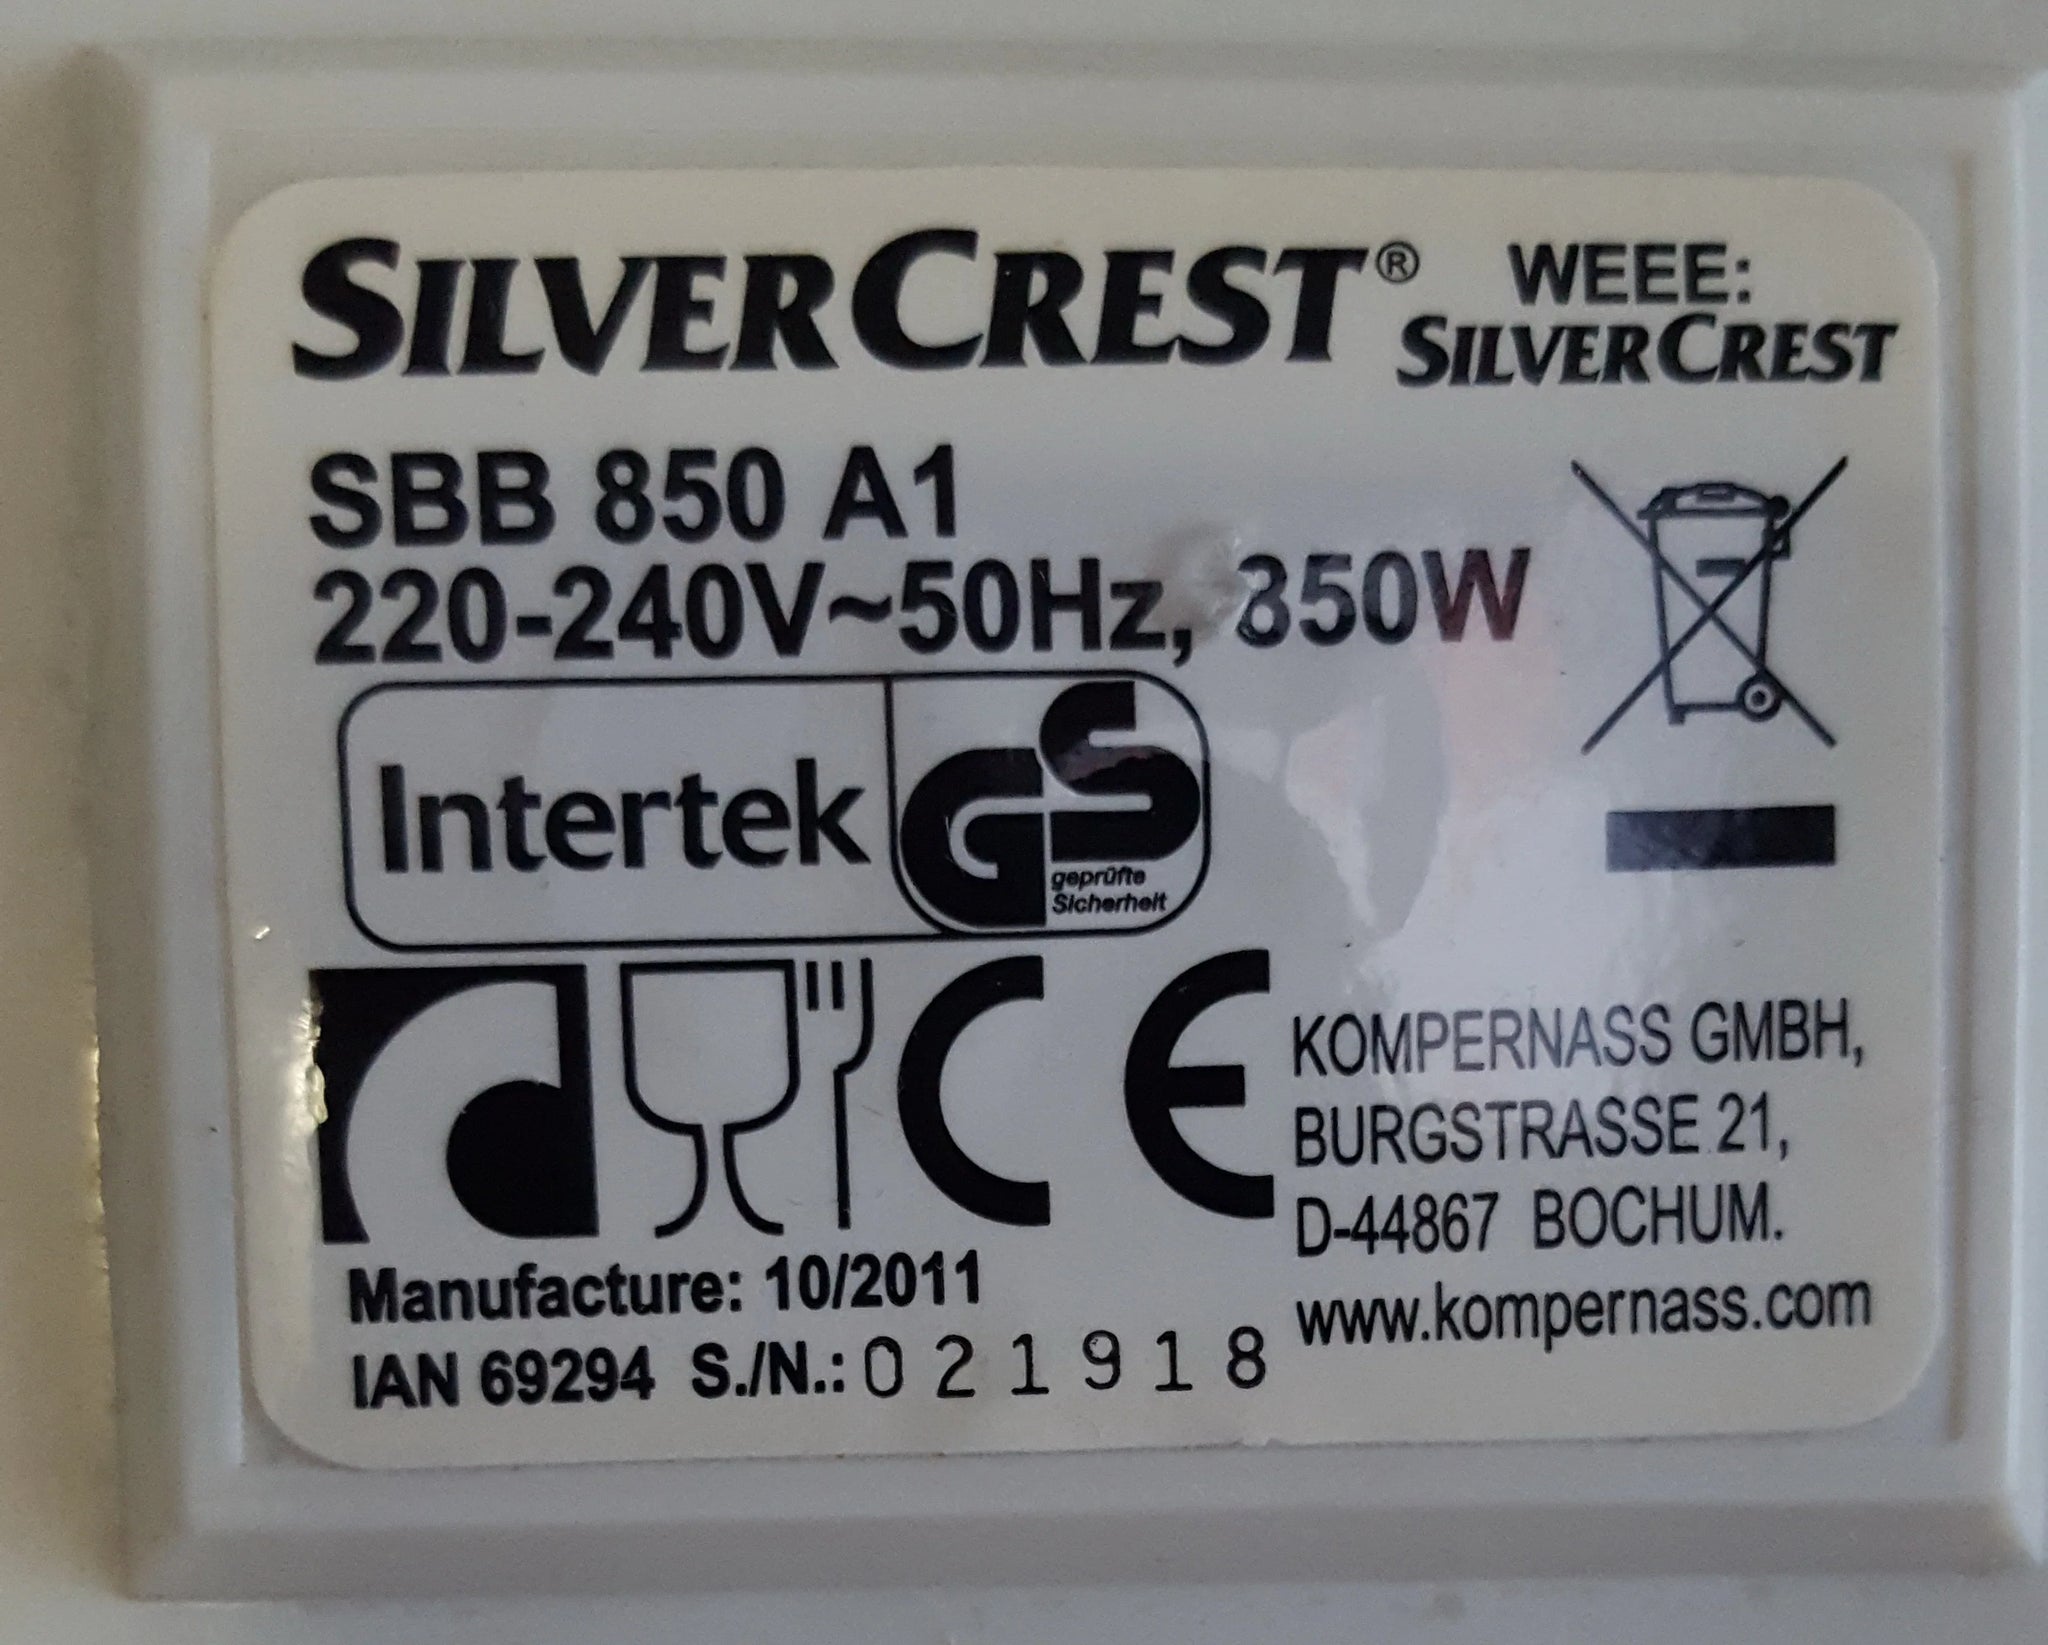 SILVERCREST® WEEE:
SILVERCREST
SBB 850 A1
220-240V~50Hz, 850W
Intertek GS
geprüfte
Sicherheit
CE
KOMPERNASS GMBH,
BURGSTRASSE 21,
D-44867 BOCHUM.
www.kompernass.com
Manufacture: 10/2011
IAN 69294 S./N.: 021918